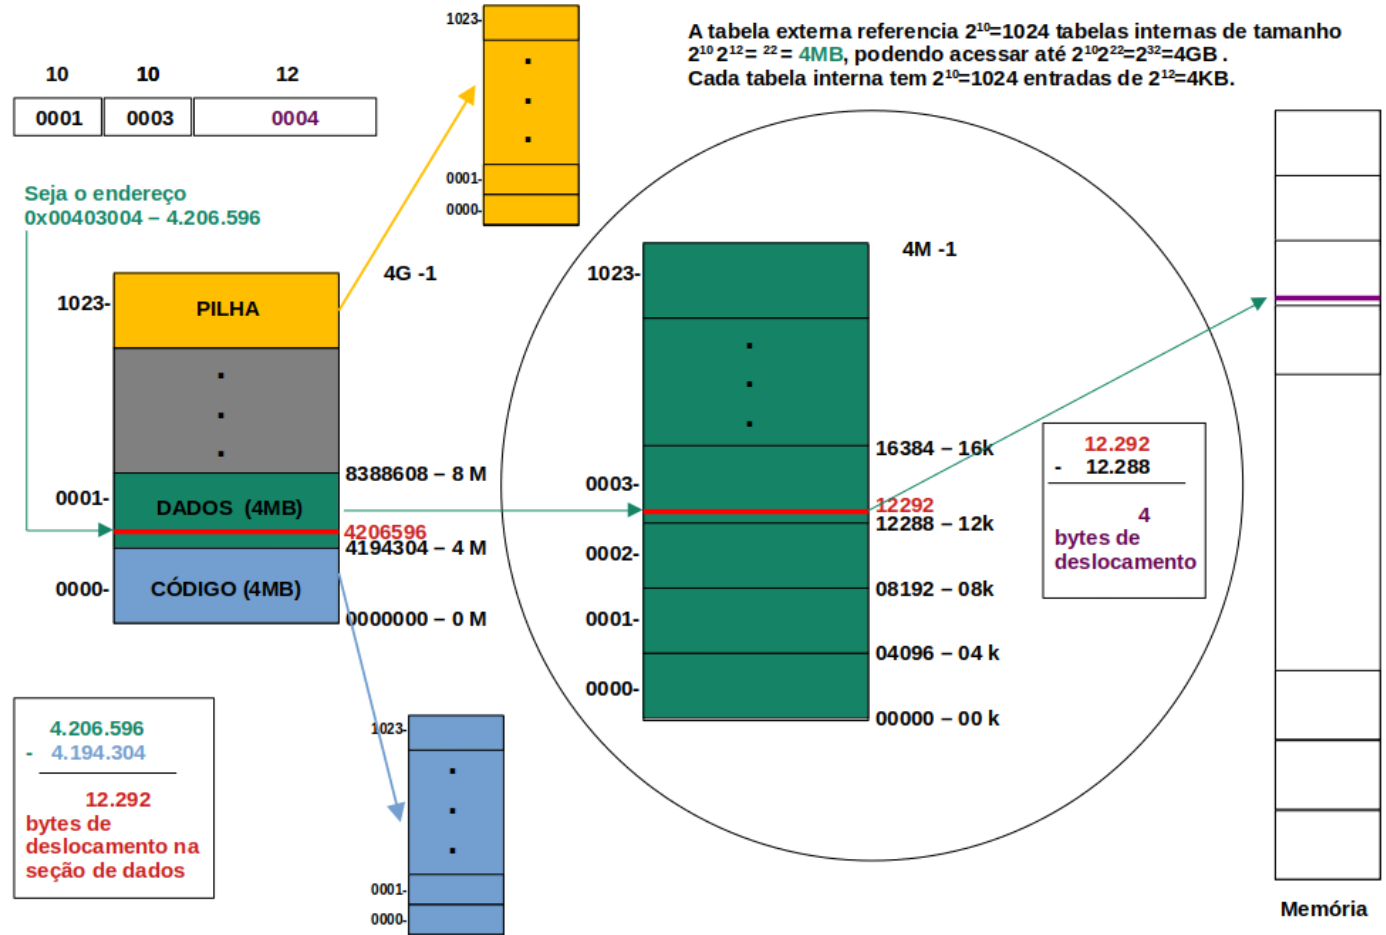 A tabela externa referencia 2¹⁰=1024 tabelas internas de tamanho
2¹⁰ 2¹²= ²² = 4MB, podendo acessar até 2¹⁰2²²=2³²=4GB .
Cada tabela interna tem 2¹⁰=1024 entradas de 2¹²=4KB.
10 10 12
0001 0003 0004
Seja o endereço
0x00403004 – 4.206.596
1023-
0001-
0000-
4G -1
1023- PILHA
8388608 – 8 M
0001- DADOS (4MB)
4206596
4194304 – 4 M
0000- CÓDIGO (4MB)
0000000 – 0 M
4.206.596
- 4.194.304
12.292
bytes de
deslocamento na
seção de dados
1023-
0001-
0000-
4M -1
1023-
16384 – 16k
0003-
12292
12288 – 12k
0002-
08192 – 08k
0001-
04096 – 04 k
0000-
00000 – 00 k
12.292
- 12.288
4
bytes de
deslocamento
Memória